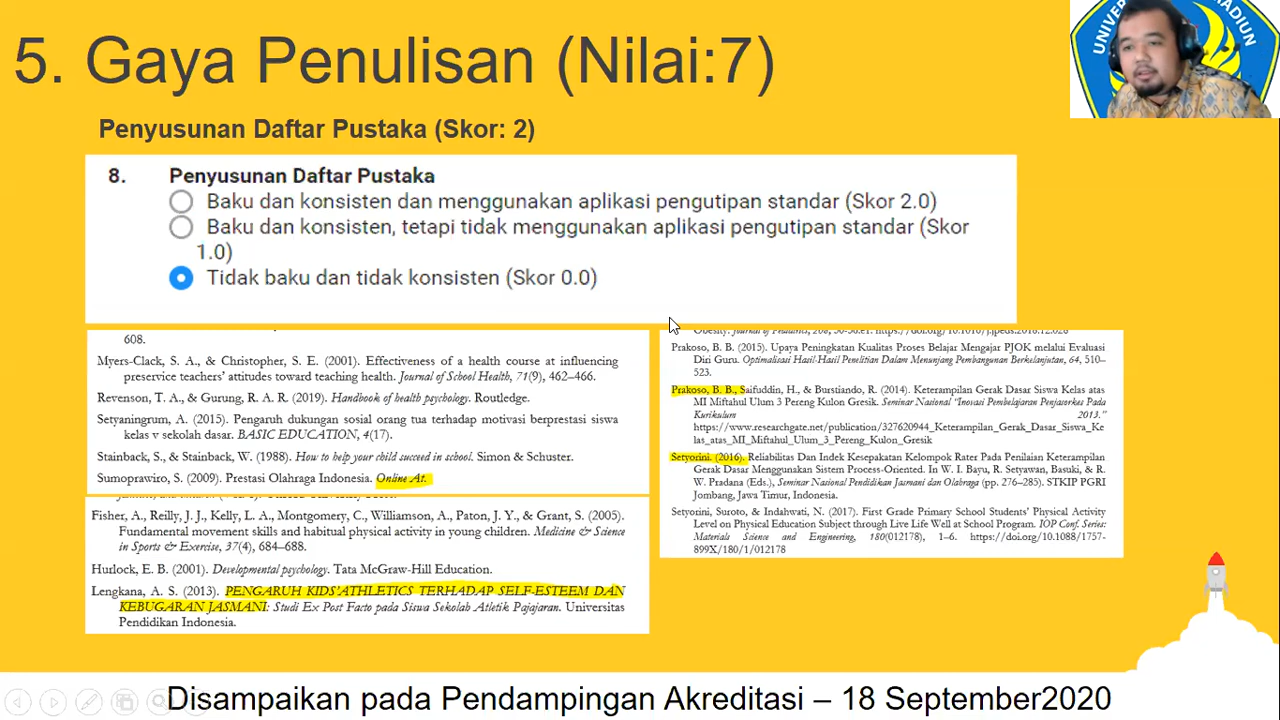 5. Gaya Penulisan (Nilai:7)
UNIVER
ADIUN
Penyusunan Daftar Pustaka (Skor: 2)
8. Penyusunan Daftar Pustaka
Baku dan konsisten dan menggunakan aplikasi pengutipan standar (Skor 2.0)
Baku dan konsisten, tetapi tidak menggunakan aplikasi pengutipan standar (Skor
1.0)
Tidak baku dan tidak konsisten (Skor 0.0)
608.
Myers-Clack, S. A., & Christopher, S. E. (2001). Effectiveness of a health course at influencing
preservice teachers' attitudes toward teaching health. Journal of School Health, 71(9), 462–466.
Revenson, T. A., & Gurung, R. A. R. (2019). Handbook of health psychology. Routledge.
Setyaningrum, A. (2015). Pengaruh dukungan sosial orang tua terhadap motivasi berprestasi siswa
kelas v sekolah dasar. BASIC EDUCATION, 4(17).
Stainback, S., & Stainback, W. (1988). How to help your child succeed in school. Simon & Schuster.
Sumoprawiro, S. (2009). Prestasi Olahraga Indonesia. Online At.
Fisher, A., Reilly, J. J., Kelly, L. A., Montgomery, C., Williamson, A., Paton, J. Y., & Grant, S. (2005).
Fundamental movement skills and habitual physical activity in young children. Medicine & Science
in Sports & Exercise, 37(4), 684–688.
Hurlock, E. B. (2001). Developmental psychology. Tata McGraw-Hill Education.
Lengkana, A. S. (2013). PENGARUH KIDS'ATHLETICS TERHADAP SELF-ESTEEM DAN
KEBUGARAN JASMANI: Studi Ex Post Facto pada Siswa Sekolah Atletik Pajajaran. Universitas
Pendidikan Indonesia.
Prakoso, B. B. (2015). Upaya Peningkatan Kualitas Proses Belajar Mengajar PJOK melalui Evaluasi
Diri Guru. Optimalisasi Hasil-Hasil Penelitian Dalam Menunjang Pembangunan Berkelanjutan, 64, 510–
523.
Prakoso, B. B., Saifuddin, H., & Burstiando, R. (2014). Keterampilan Gerak Dasar Siswa Kelas atas
MI Miftahul Ulum 3 Pereng Kulon Gresik. Seminar Nasional "Inovasi Pembelajaran Penjasorkes Pada
Kurikulum 2013."
https://www.researchgate.net/publication/327620944_Keterampilan_Gerak_Dasar_Siswa_Ke
las_atas_MI_Miftahul_Ulum_3_Pereng_Kulon_Gresik
Setyorini. (2016). Reliabilitas Dan Indek Kesepakatan Kelompok Rater Pada Penilaian Keterampilan
Gerak Dasar Menggunakan Sistem Process-Oriented. In W. I. Bayu, R. Setyawan, Basuki, & R.
W. Pradana (Eds.), Seminar Nasional Pendidikan Jasmani dan Olahraga (pp. 276–285). STKIP PGRI
Jombang, Jawa Timur, Indonesia.
Setyorini, Suroto, & Indahwati, N. (2017). First Grade Primary School Students' Physical Activity
Level on Physical Education Subject through Live Life Well at School Program. IOP Conf. Series:
Materials Science and Engineering, 180(012178), 1–6. https://doi.org/10.1088/1757-
899X/180/1/012178
Disampaikan pada Pendampingan Akreditasi – 18 September2020